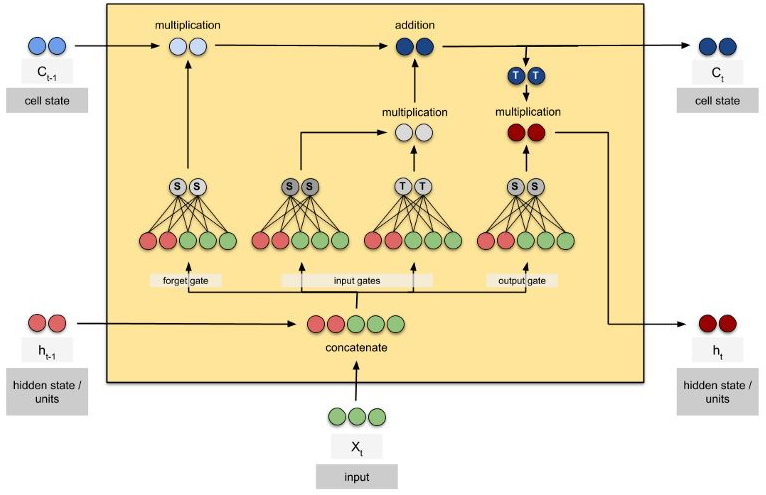 multiplication
addition
C t-1
cell state
C t
cell state
T T
multiplication
multiplication
S S
S S
T T
S S
forget gate
input gates
output gate
h t-1
hidden state /
units
concatenate
h t
hidden state /
units
X t
input